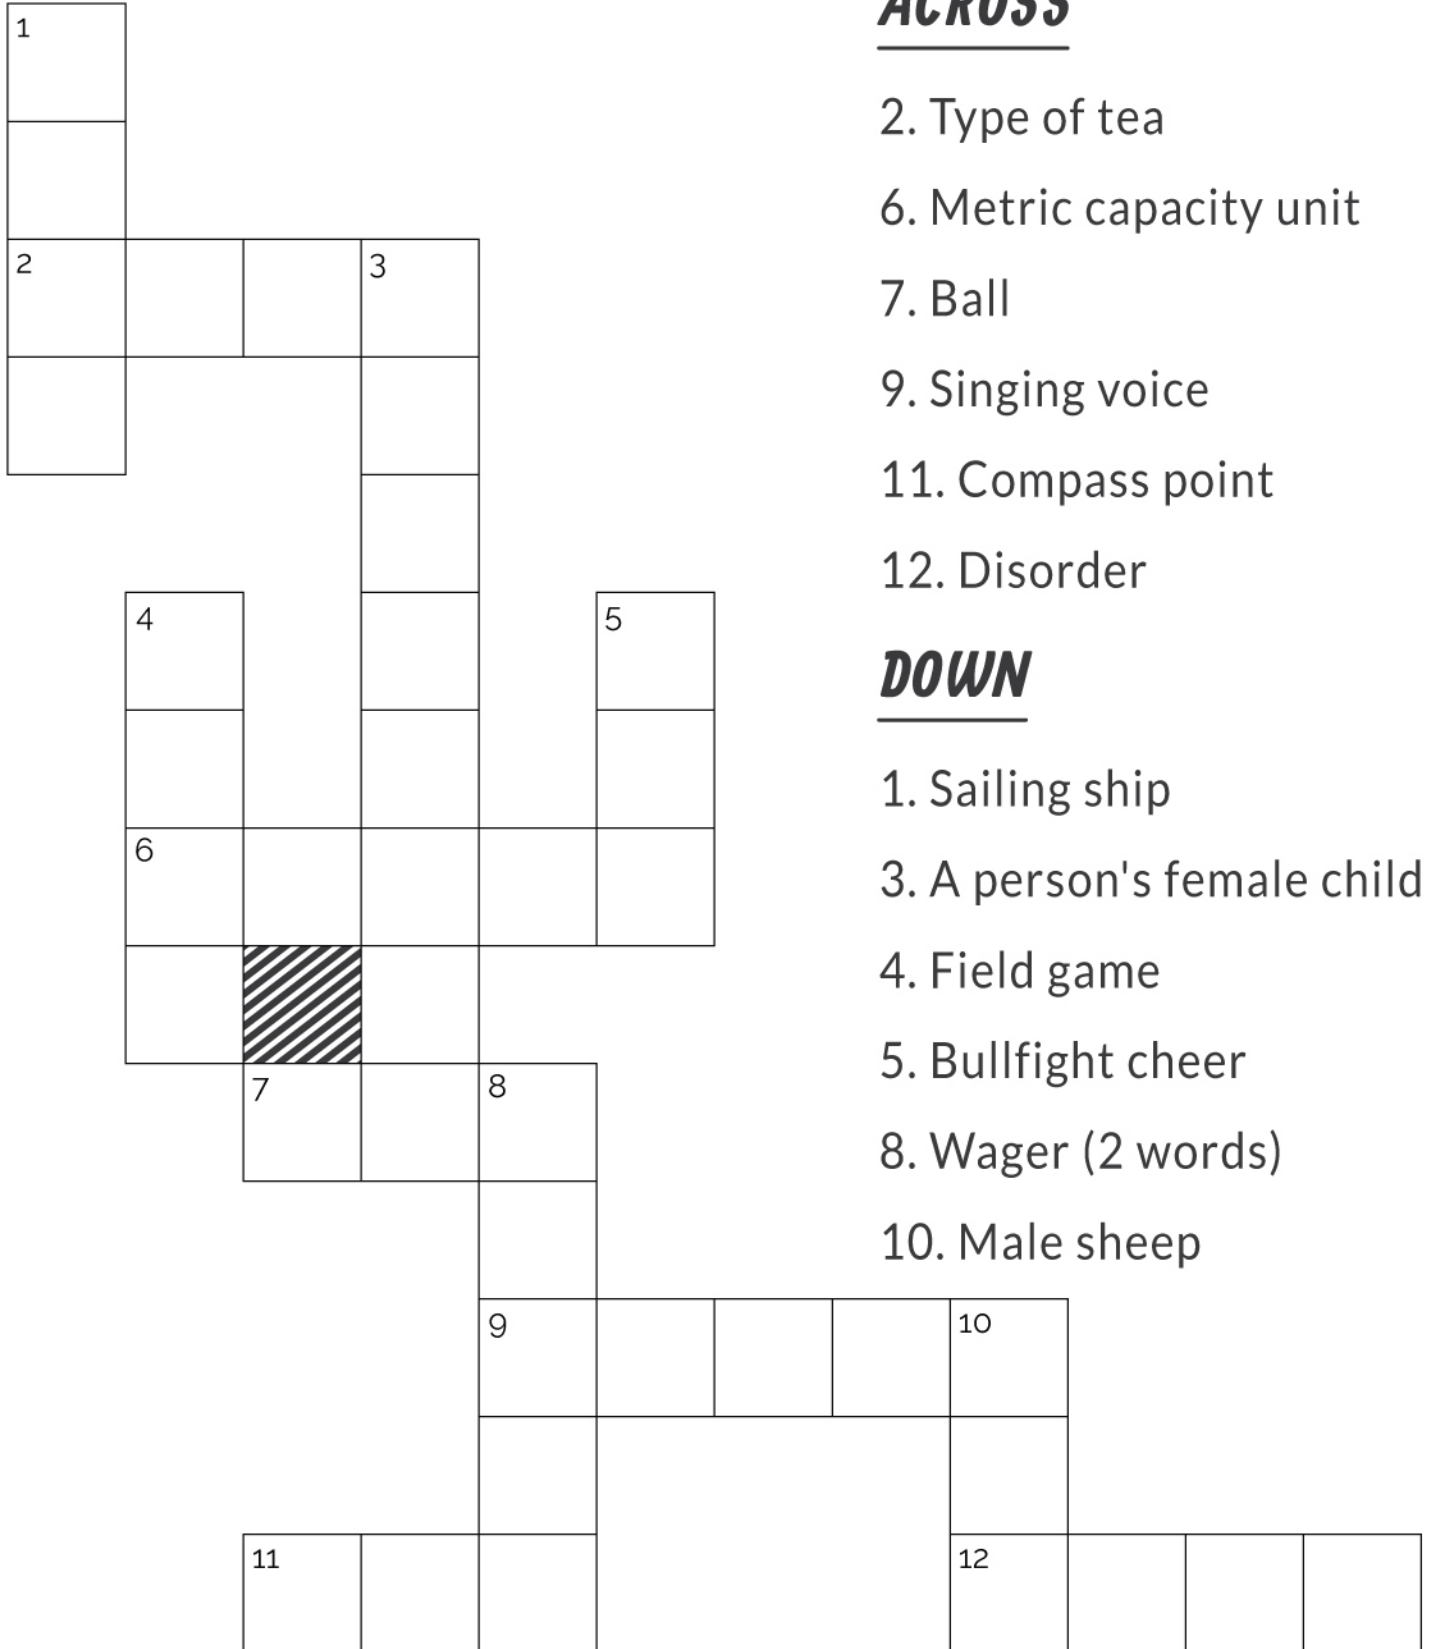 ACROSS
2. Type of tea
6. Metric capacity unit
7. Ball
9. Singing voice
11. Compass point
12. Disorder
DOWN
1. Sailing ship
3. A person's female child
4. Field game
5. Bullfight cheer
8. Wager (2 words)
10. Male sheep
1
2 3
4 5
6
7 8
9 10
11 12